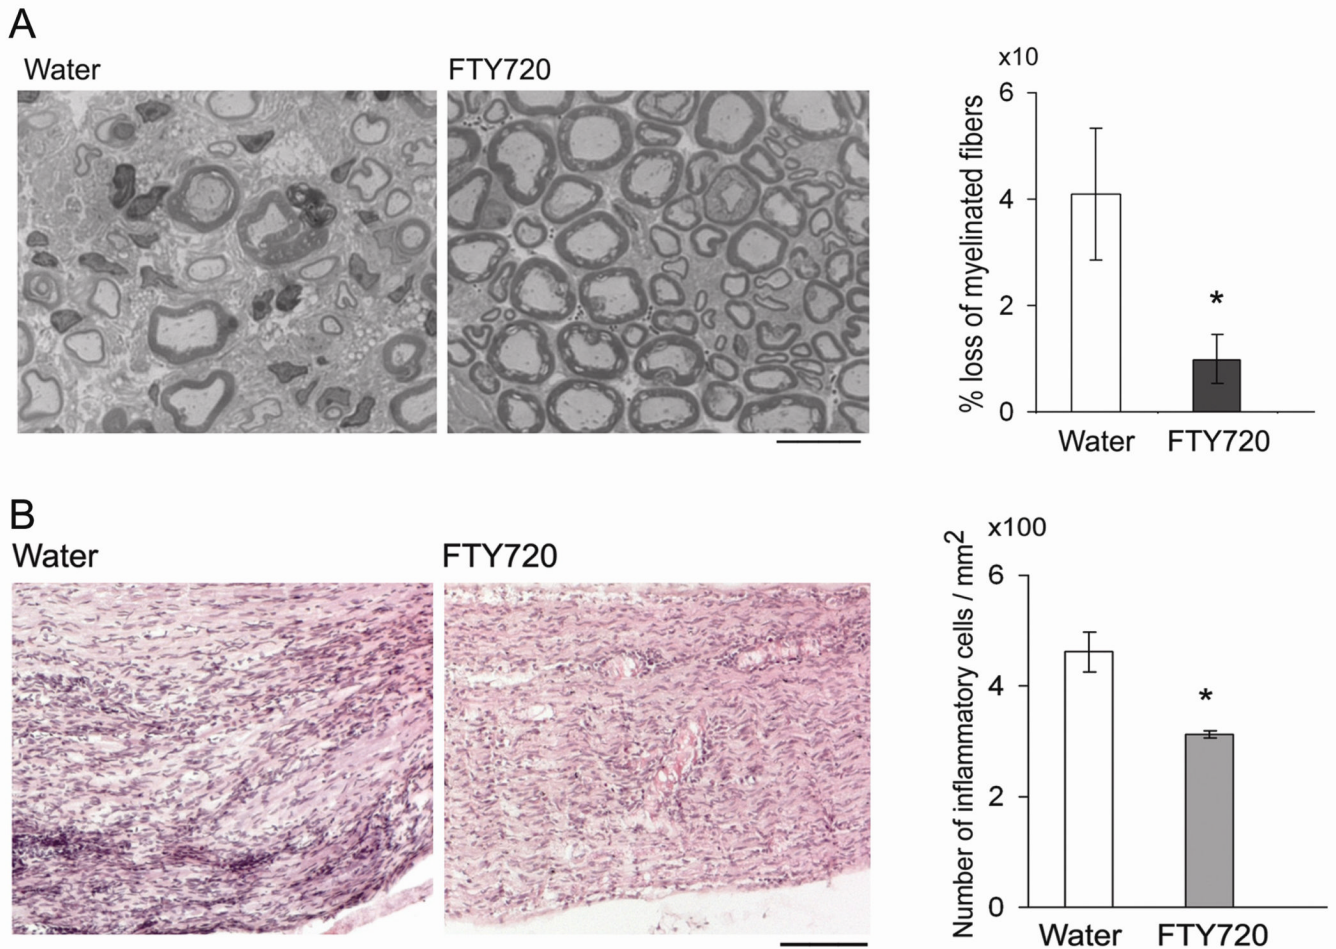 A
Water
FTY720
x10
% loss of myelinated fibers
6
4
2
0
*
Water
FTY720
B
Water
FTY720
x100
Number of inflammatory cells / mm2
6
4
2
0
*
Water
FTY720